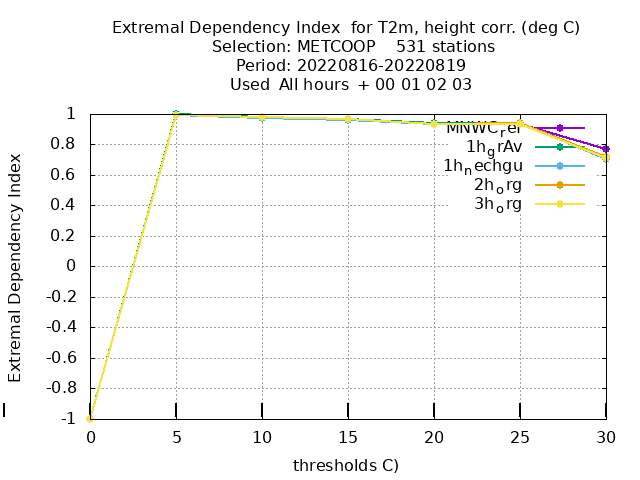 Extremal Dependency Index  for T2m, height corr. (deg C)
Selection: METCOOP    531 stations
Period: 20220816-20220819
Used  All hours  + 00 01 02 03
Extremal Dependency Index
1
0.8
0.6
0.4
0.2
0
-0.2
-0.4
-0.6
-0.8
-1
MNWCref
1hgrAv
1hnechgu
2horg
3horg
0 5 10 15 20 25 30
thresholds C)